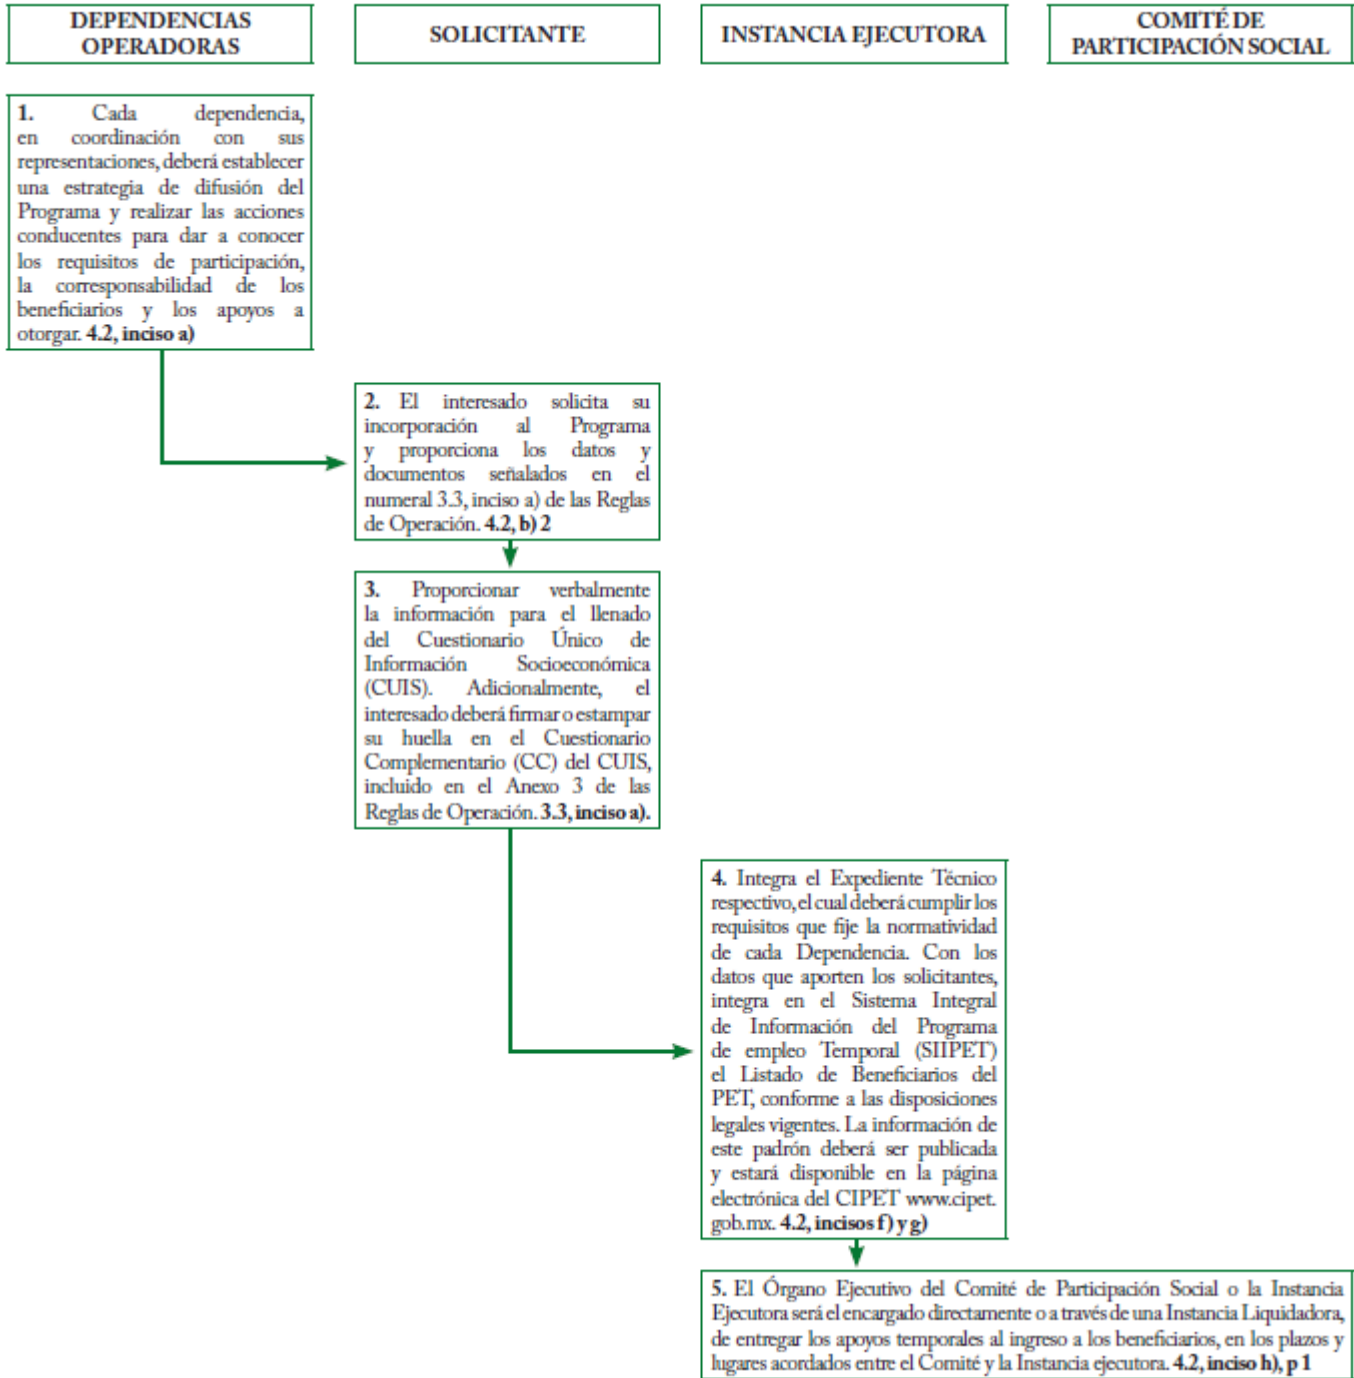 DEPENDENCIAS
OPERADORAS
SOLICITANTE
INSTANCIA EJECUTORA
COMITÉ DE
PARTICIPACIÓN SOCIAL
1. Cada dependencia,
en coordinación con sus
representaciones, deberá establecer
una estrategia de difusión del
Programa y realizar las acciones
conducentes para dar a conocer
los requisitos de participación,
la corresponsabilidad de los
beneficiarios y los apoyos a
otorgar. 4.2, inciso a)
2. El interesado solicita su
incorporación al Programa
y proporciona los datos y
documentos señalados en el
numeral 3.3, inciso a) de las Reglas
de Operación. 4.2, b) 2
3. Proporcionar verbalmente
la información para el llenado
del Cuestionario Único de
Información Socioeconómica
(CUIS). Adicionalmente, el
interesado deberá firmar o estampar
su huella en el Cuestionario
Complementario (CC) del CUIS,
incluido en el Anexo 3 de las
Reglas de Operación. 3.3, inciso a).
4. Integra el Expediente Técnico
respectivo, el cual deberá cumplir los
requisitos que fije la normatividad
de cada Dependencia. Con los
datos que aporten los solicitantes,
integra en el Sistema Integral
de Información del Programa
de empleo Temporal (SIIPET)
el Listado de Beneficiarios del
PET, conforme a las disposiciones
legales vigentes. La información de
este padrón deberá ser publicada
y estará disponible en la página
electrónica del CIPET www.cipet.
gob.mx. 4.2, incisos f) y g)
5. El Órgano Ejecutivo del Comité de Participación Social o la Instancia
Ejecutora será el encargado directamente o a través de una Instancia Liquidadora,
de entregar los apoyos temporales al ingreso a los beneficiarios, en los plazos y
lugares acordados entre el Comité y la Instancia ejecutora. 4.2, inciso h), p 1